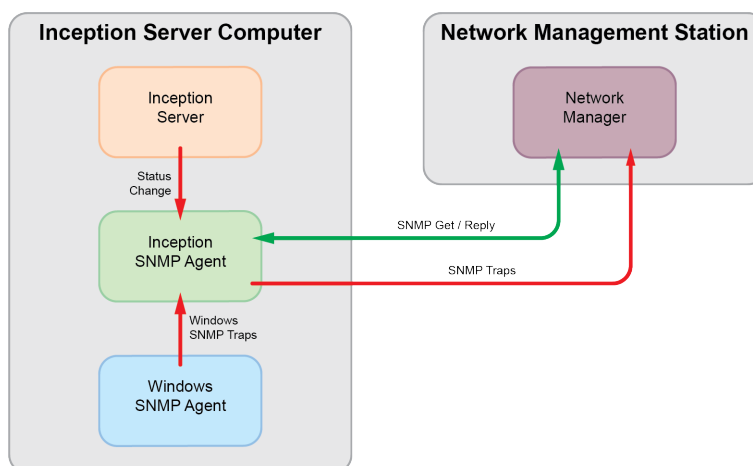 Inception Server Computer
Network Management Station
Inception
Server
Network
Manager
Status
Change
SNMP Get / Reply
Inception
SNMP Agent
SNMP Traps
Windows
SNMP Traps
Windows
SNMP Agent